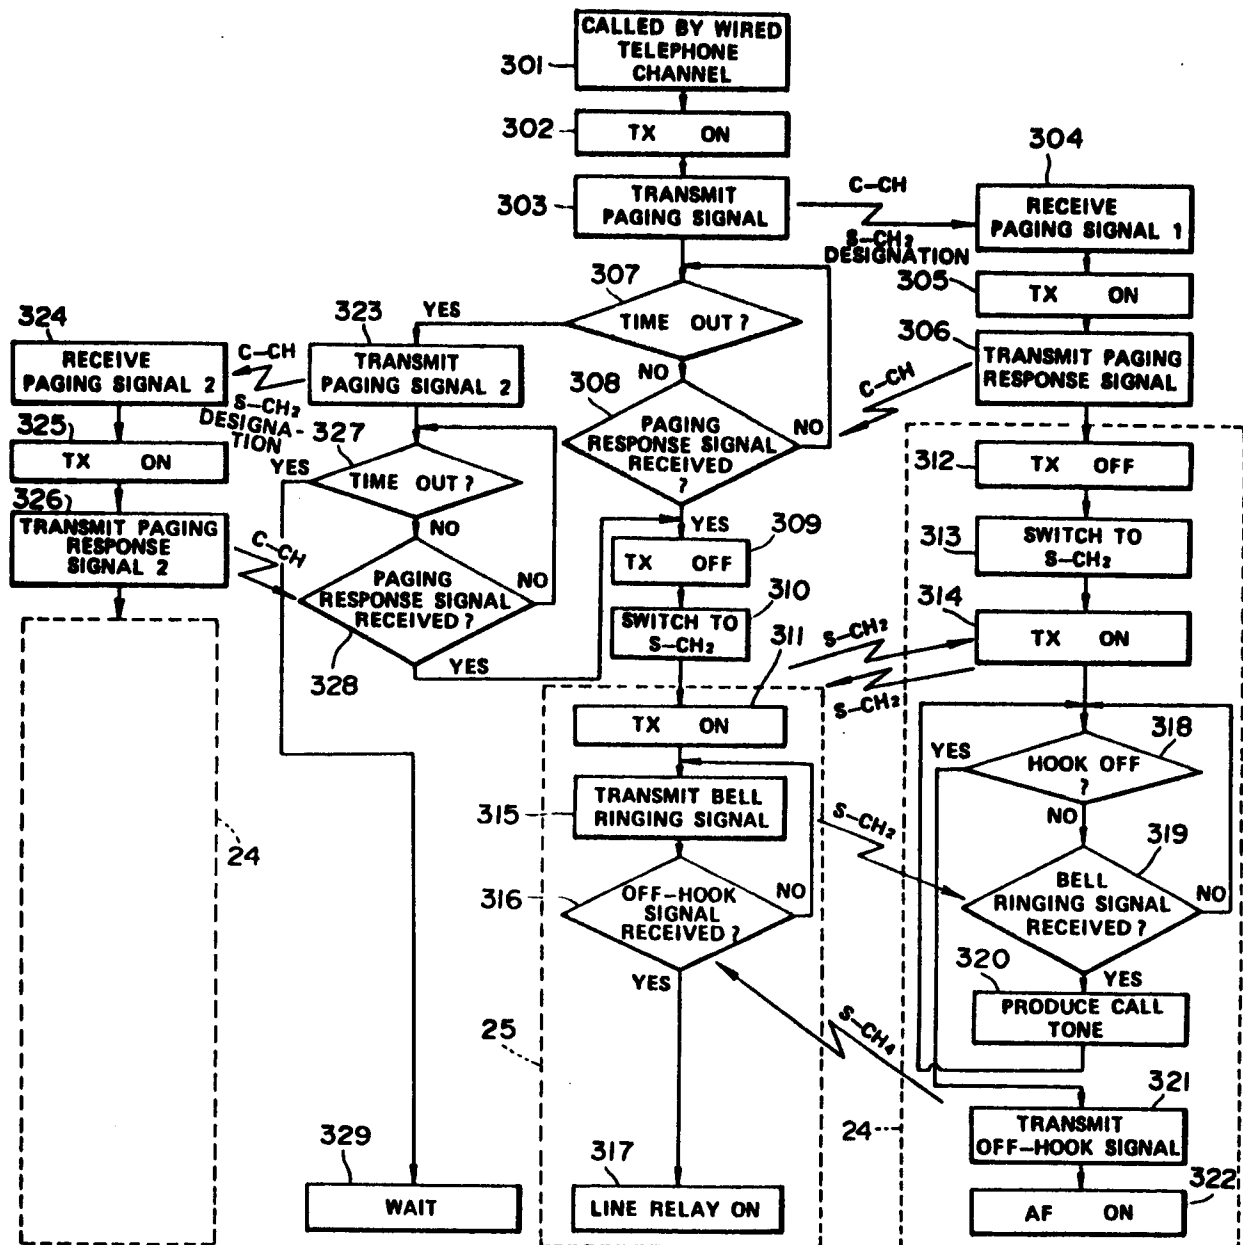 CALLED BY WIRED
TELEPHONE
CHANNEL
301
302
TX ON
303
TRANSMIT
PAGING SIGNAL
C-CH
S-CH2
DESIGNATION
304
RECEIVE
PAGING SIGNAL 1
305
TX ON
306
TRANSMIT PAGING
RESPONSE SIGNAL
C-CH
307
TIME OUT?
YES
NO
308
PAGING
RESPONSE SIGNAL
RECEIVED
?
NO
YES
323
TRANSMIT
PAGING SIGNAL 2
C-CH
S-CH2
DESIGNA-
TION
324
RECEIVE
PAGING SIGNAL 2
325
TX ON
326
TRANSMIT PAGING
RESPONSE
SIGNAL 2
C-CH
327
TIME OUT?
YES
NO
PAGING
RESPONSE SIGNAL
RECEIVED?
NO
YES
328
309
TX OFF
310
SWITCH TO
S-CH2
311
TX ON
312
TX OFF
313
SWITCH TO
S-CH2
314
TX ON
S-CH2
S-CH2
315
TRANSMIT BELL
RINGING SIGNAL
S-CH2
316
OFF-HOOK
SIGNAL
RECEIVED?
NO
YES
318
HOOK OFF
?
YES
NO
319
BELL
RINGING SIGNAL
RECEIVED?
NO
YES
320
PRODUCE CALL
TONE
S-CH4
321
TRANSMIT
OFF-HOOK SIGNAL
322
AF ON
24
25
24
329
WAIT
317
LINE RELAY ON